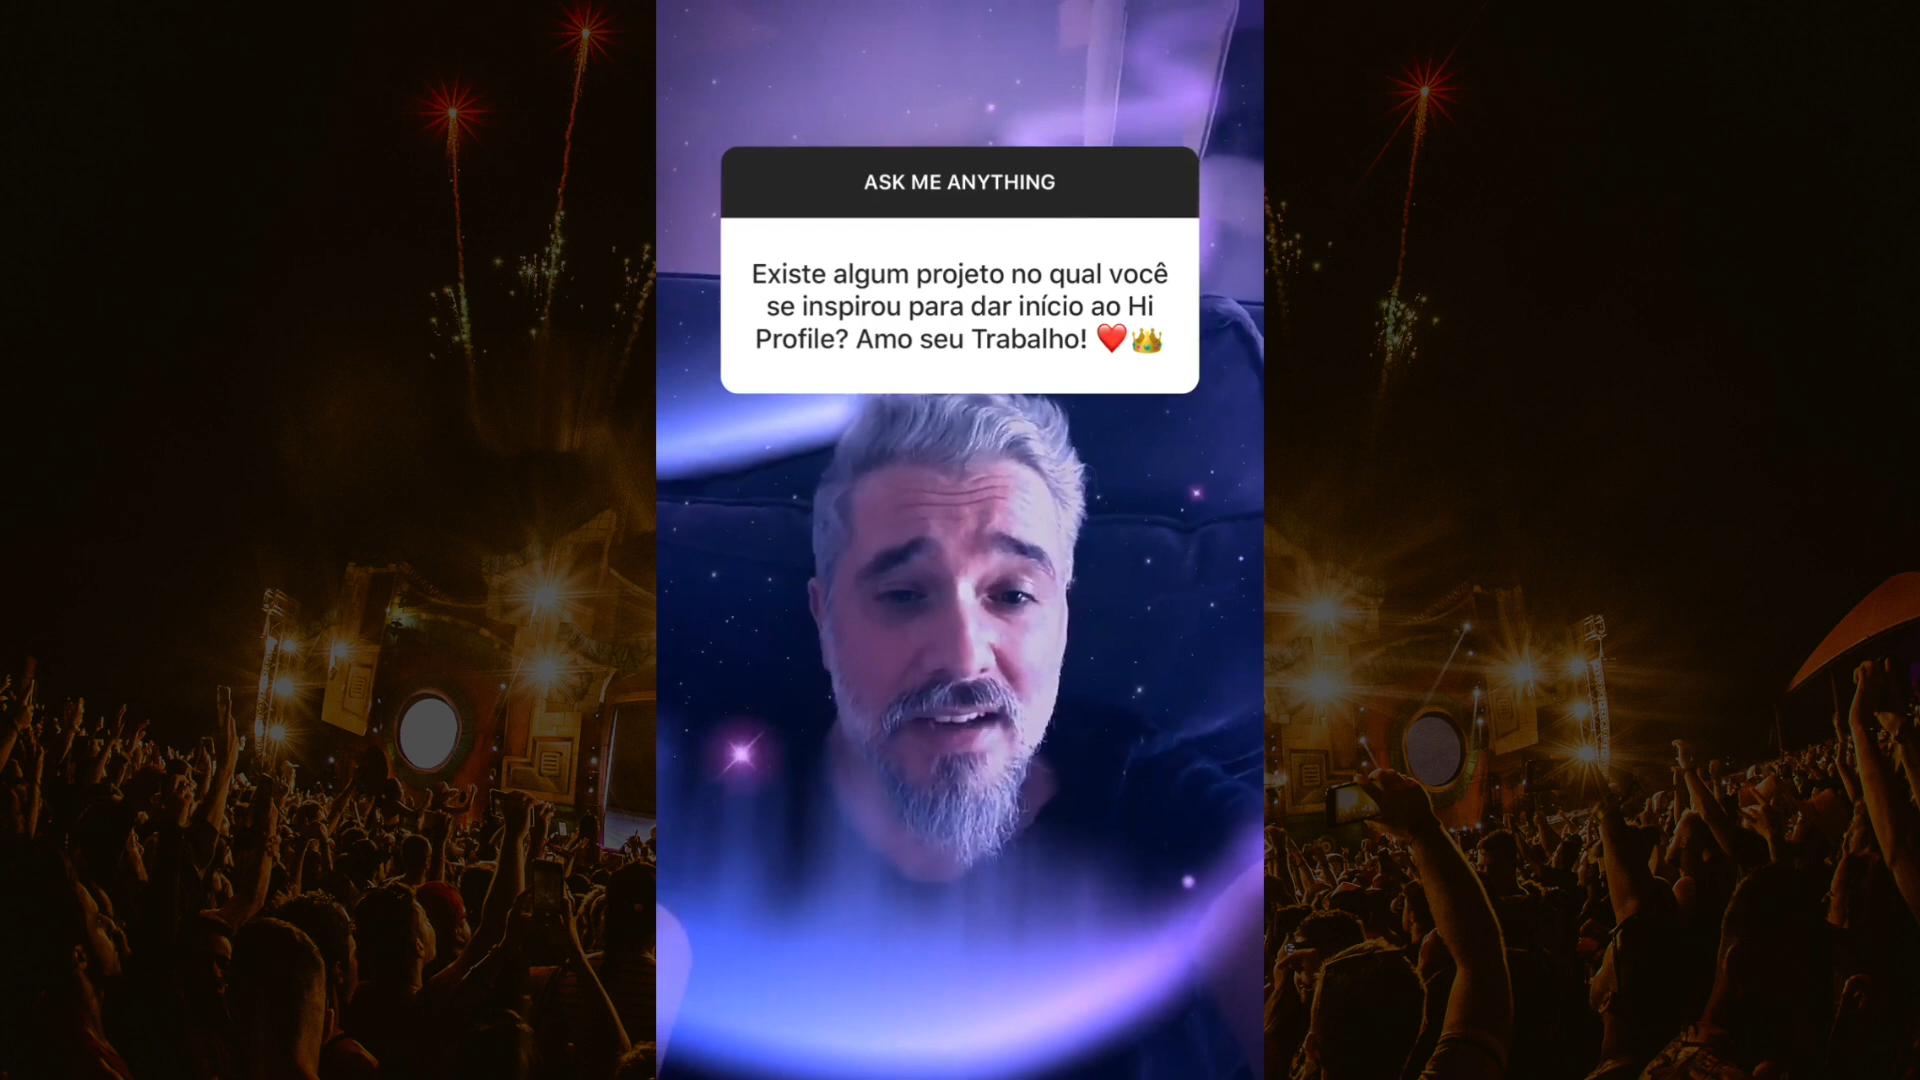 ASK ME ANYTHING
Existe algum projeto no qual você
se inspirou para dar início ao Hi
Profile? Amo seu Trabalho! ❤️👑